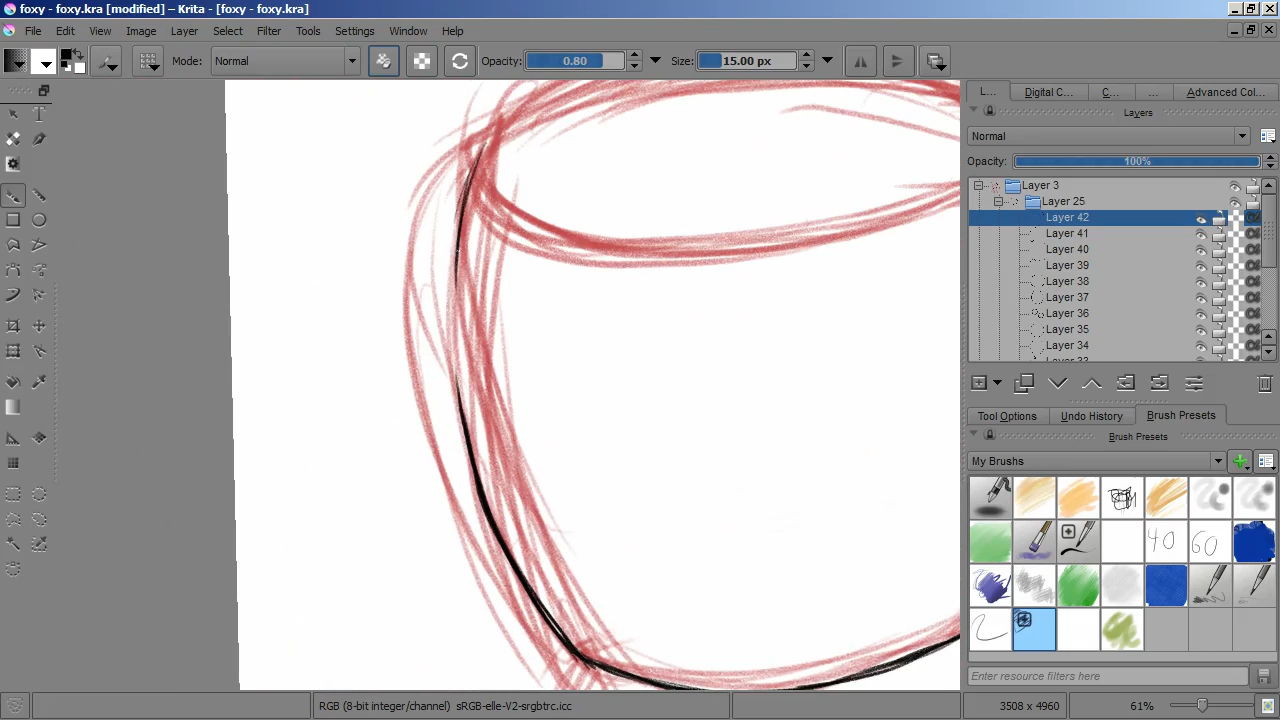 foxy - foxy.kra [modified] – Krita - [foxy - foxy.kra]
File Edit View Image Layer Select Filter Tools Settings Window Help
Mode: Normal Opacity: 0.80 Size: 15.00 px
L... Digital C... C... ... Advanced Col...
Layers
Normal
Opacity: 100%
Layer 3
Layer 25
Layer 42
Layer 41
Layer 40
Layer 39
Layer 38
Layer 37
Layer 36
Layer 35
Layer 34
Layer 33
Tool Options Undo History Brush Presets
Brush Presets
My Brushes
40 60
Enter resource filters here
RGB (8-bit integer/channel) sRGB-elle-V2-srgbtrc.icc 3508 x 4960 61%